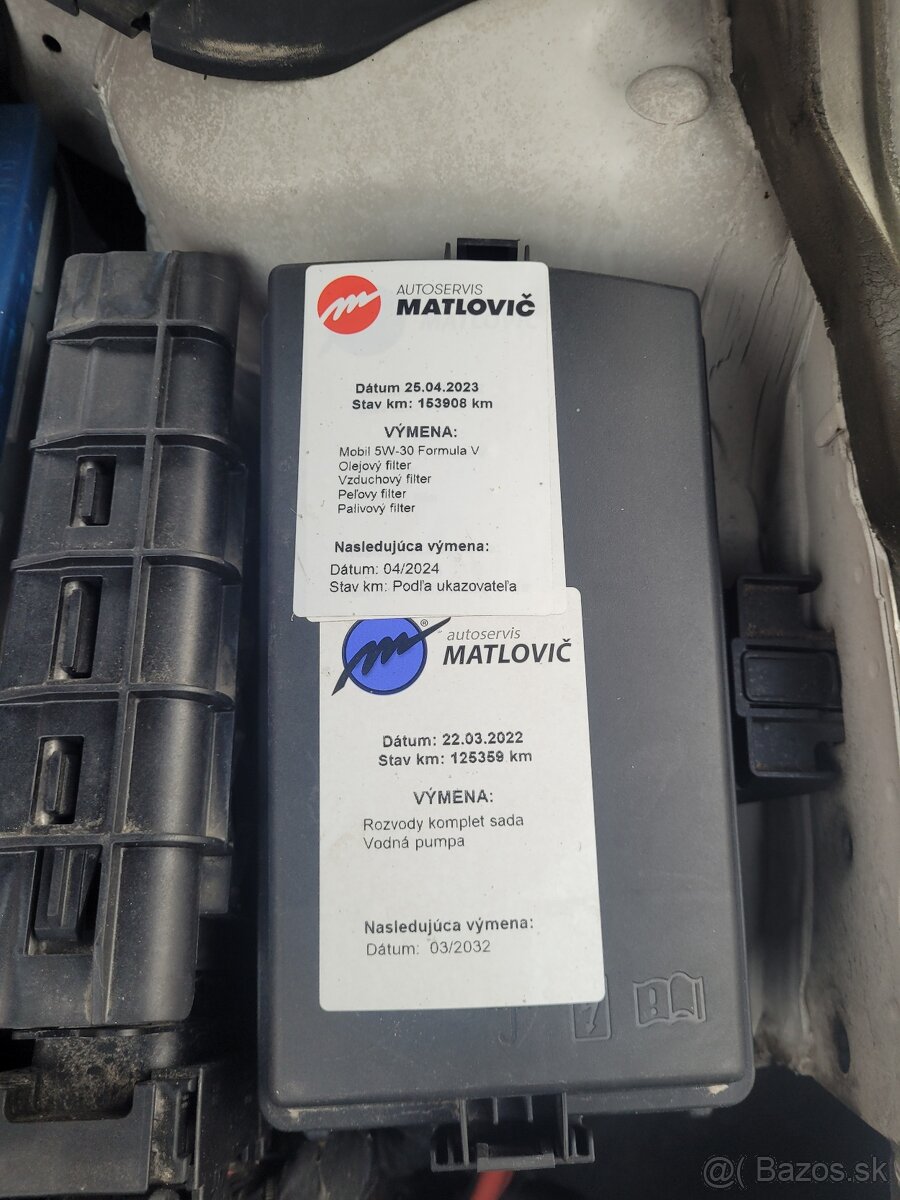 AUTOSERVIS
MATLOVIČ
Dátum 25.04.2023
Stav km: 153908 km
VÝMENA:
Mobil 5W-30 Formula V
Olejový filter
Vzduchový filter
Peľovy filter
Palivový filter
Nasledujúca výmena:
Dátum: 04/2024
Stav km: Podľa ukazovateľa
autoservis
MATLOVIČ
Dátum: 22.03.2022
Stav km: 125359 km
VÝMENA:
Rozvody komplet sada
Vodná pumpa
Nasledujúca výmena:
Dátum: 03/2032
@( Bazos.sk